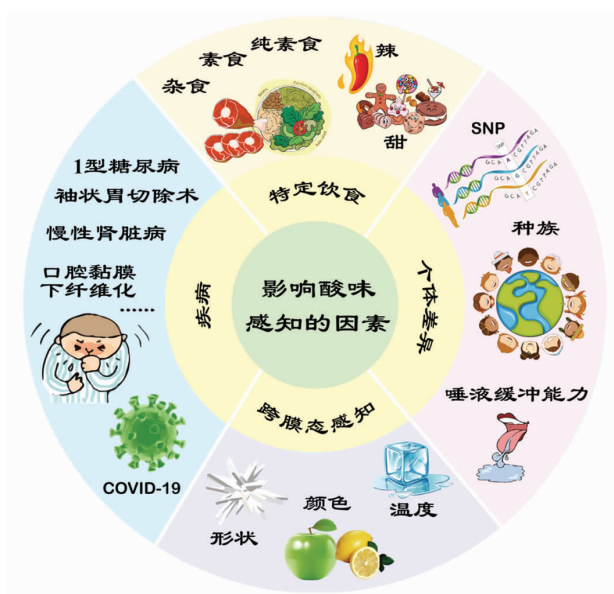 影响酸味
感知的因素
特定饮食
杂食
素食
纯素食
辣
甜
个体差异
SNP
种族
唾液缓冲能力
跨膜态感知
形状
颜色
温度
疾病
1型糖尿病
袖状胃切除术
慢性肾脏病
口腔黏膜
下纤维化
……
COVID-19